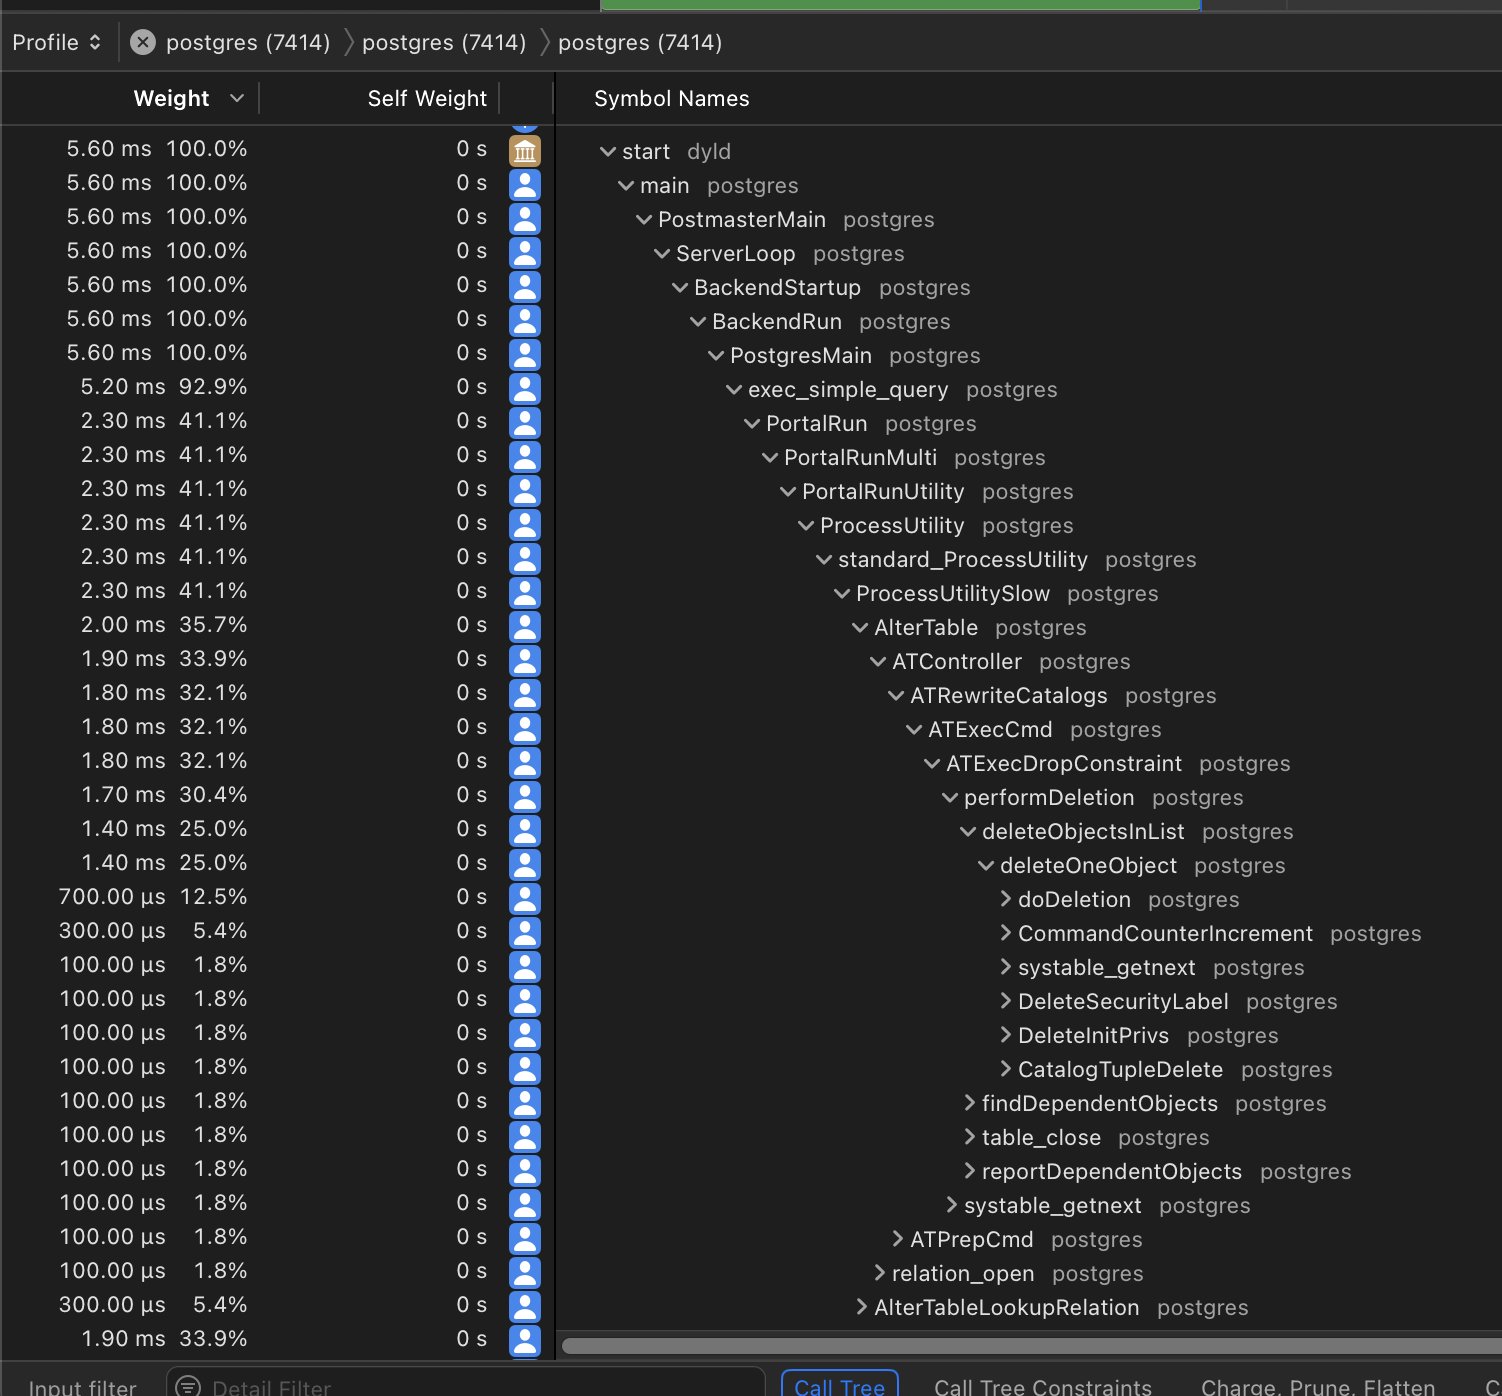 Profile postgres (7414) postgres (7414) postgres (7414)
Weight Self Weight Symbol Names
5.60 ms 100.0% 0 s start dyld
5.60 ms 100.0% 0 s main postgres
5.60 ms 100.0% 0 s PostmasterMain postgres
5.60 ms 100.0% 0 s ServerLoop postgres
5.60 ms 100.0% 0 s BackendStartup postgres
5.60 ms 100.0% 0 s BackendRun postgres
5.60 ms 100.0% 0 s PostgresMain postgres
5.20 ms 92.9% 0 s exec_simple_query postgres
2.30 ms 41.1% 0 s PortalRun postgres
2.30 ms 41.1% 0 s PortalRunMulti postgres
2.30 ms 41.1% 0 s PortalRunUtility postgres
2.30 ms 41.1% 0 s ProcessUtility postgres
2.30 ms 41.1% 0 s standard_ProcessUtility postgres
2.30 ms 41.1% 0 s ProcessUtilitySlow postgres
2.00 ms 35.7% 0 s AlterTable postgres
1.90 ms 33.9% 0 s ATController postgres
1.80 ms 32.1% 0 s ATRewriteCatalogs postgres
1.80 ms 32.1% 0 s ATExecCmd postgres
1.80 ms 32.1% 0 s ATExecDropConstraint postgres
1.70 ms 30.4% 0 s performDeletion postgres
1.40 ms 25.0% 0 s deleteObjectsInList postgres
1.40 ms 25.0% 0 s deleteOneObject postgres
700.00 µs 12.5% 0 s doDeletion postgres
300.00 µs 5.4% 0 s CommandCounterIncrement postgres
100.00 µs 1.8% 0 s systable_getnext postgres
100.00 µs 1.8% 0 s DeleteSecurityLabel postgres
100.00 µs 1.8% 0 s DeleteInitPrivs postgres
100.00 µs 1.8% 0 s CatalogTupleDelete postgres
100.00 µs 1.8% 0 s findDependentObjects postgres
100.00 µs 1.8% 0 s table_close postgres
100.00 µs 1.8% 0 s reportDependentObjects postgres
100.00 µs 1.8% 0 s systable_getnext postgres
100.00 µs 1.8% 0 s ATPrepCmd postgres
100.00 µs 1.8% 0 s relation_open postgres
300.00 µs 5.4% 0 s AlterTableLookupRelation postgres
1.90 ms 33.9% 0 s
Input filter Detail Filter Call Tree Call Tree Constraints Charge, Prune, Flatten